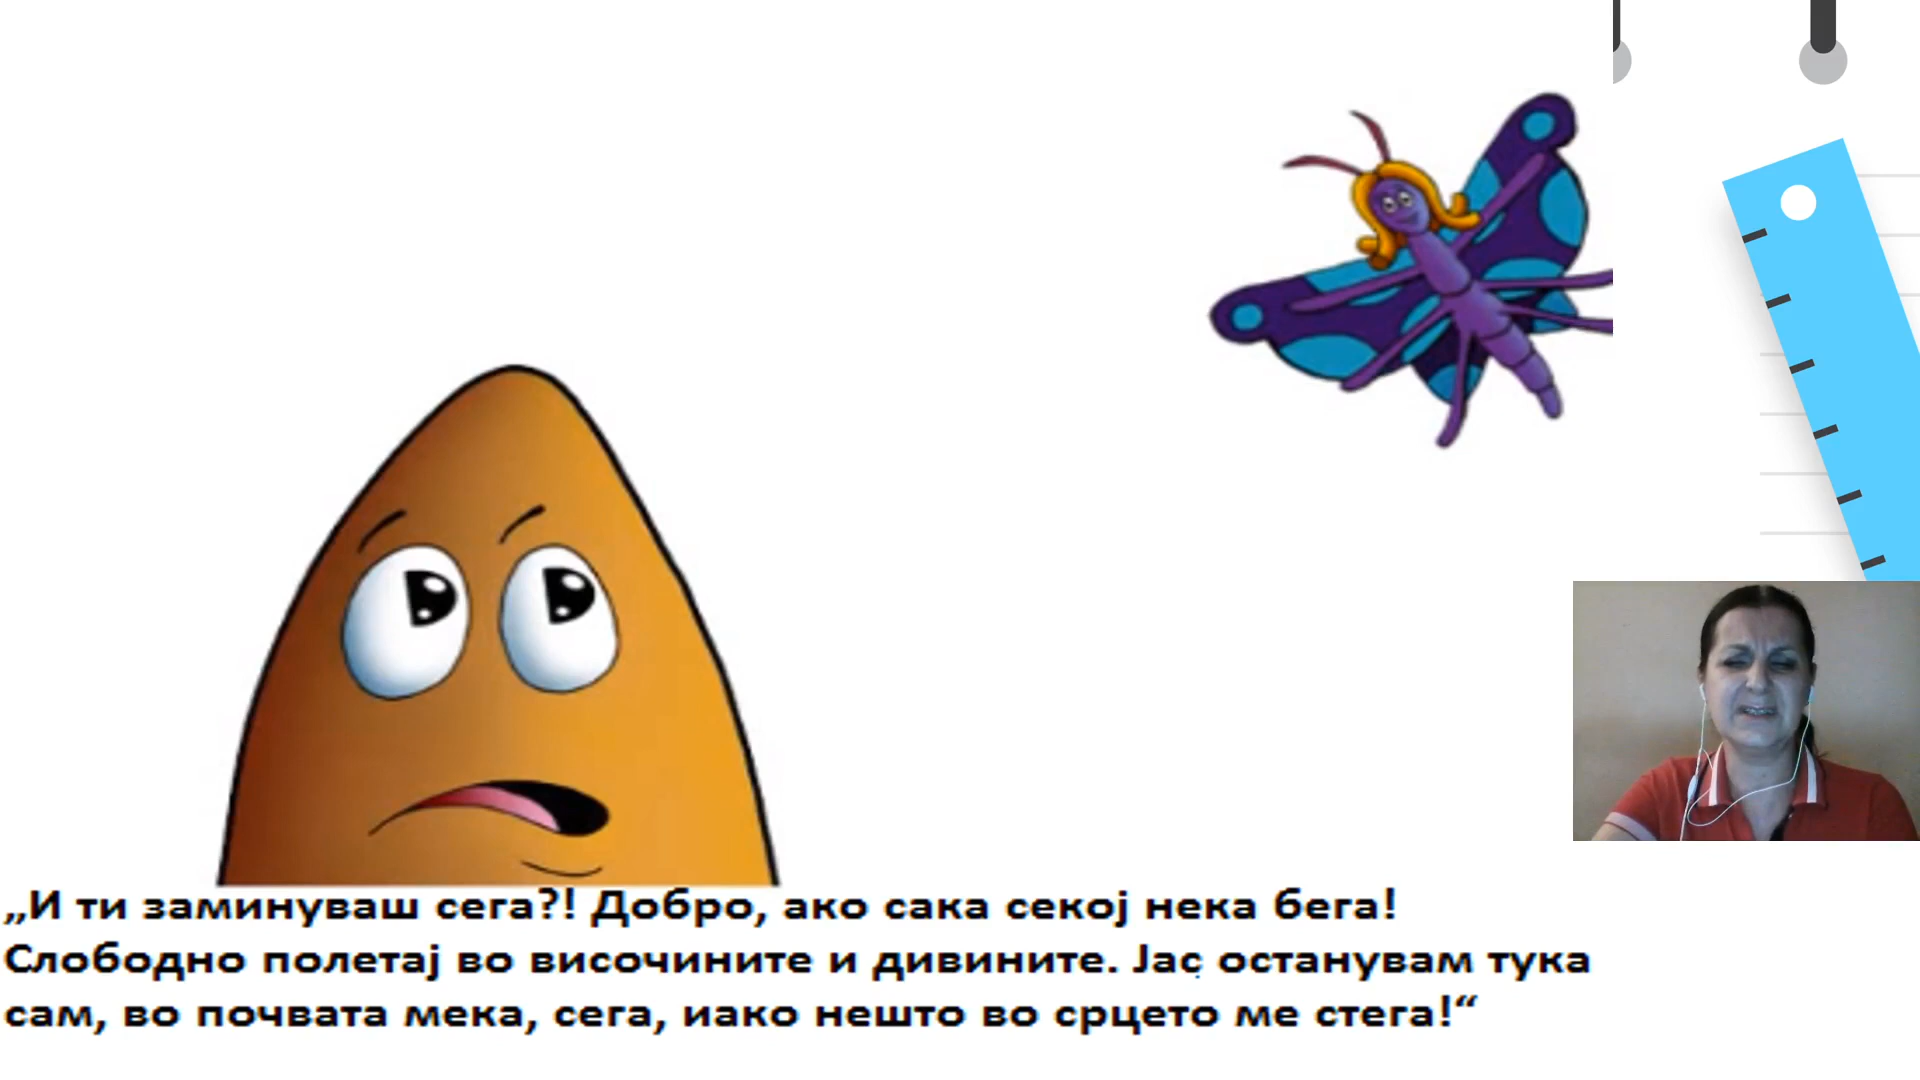 „И ти заминуваш сега?! Добро, ако сака секој нека бега!
Слободно полетај во височините и дивините. Јас останувам тука
сам, во почвата мека, сега, иако нешто во срцето ме стега!“